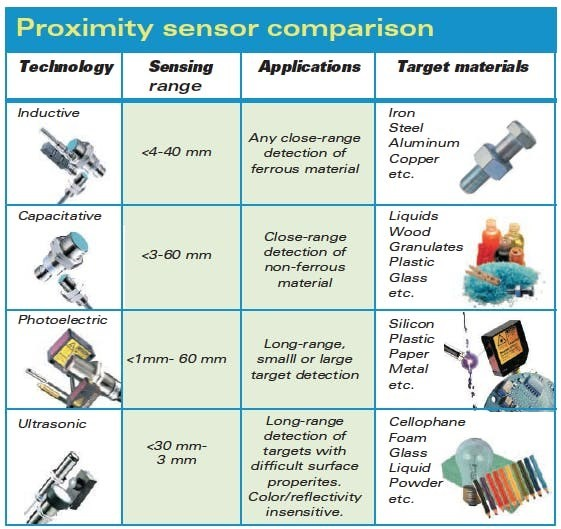 Proximity sensor comparison
Technology
Sensing
range
Applications
Target materials
Inductive
<4-40 mm
Any close-range
detection of
ferrous material
Iron
Steel
Aluminum
Copper
etc.
Capacitative
<3-60 mm
Close-range
detection of
non-ferrous
material
Liquids
Wood
Granulates
Plastic
Glass
etc.
Photoelectric
<1mm- 60 mm
Long-range,
smalll or large
target detection
Silicon
Plastic
Paper
Metal
etc.
Ultrasonic
<30 mm-
3 mm
Long-range
detection of
targets with
difficult surface
properites.
Color/reflectivity
insensitive.
Cellophane
Foam
Glass
Liquid
Powder
etc.